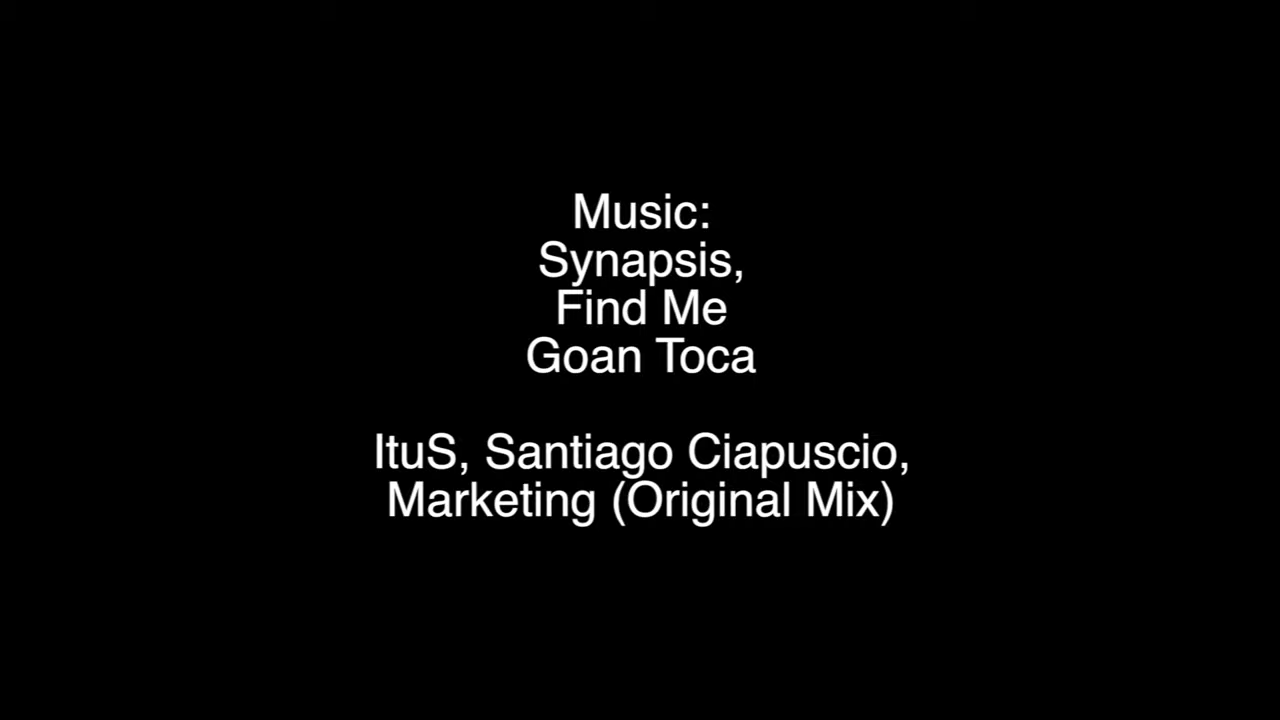 Music:
Synapsis,
Find Me
Goan Toca
ItuS, Santiago Ciapuscio,
Marketing (Original Mix)